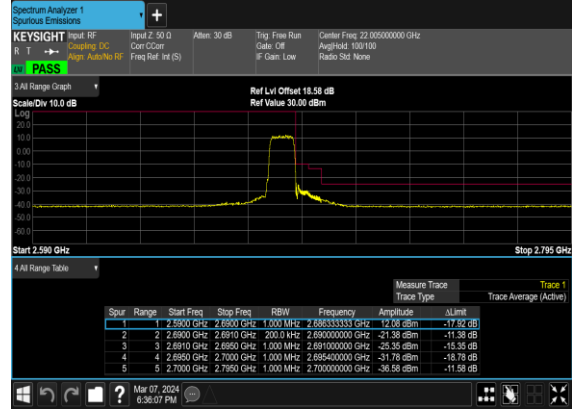 Spectrum Analyzer 1
Spurious Emissions
+
KEYSIGHT Input: RF Input Z: 50 Ω Atten: 30 dB Trig: Free Run Center Freq: 22.005000000 GHz
R T Coupling: DC Corr CCorr Gate: Off Avg|Hold: 100/100
Align: Auto/No RF Freq Ref: Int (S) IF Gain: Low Radio Std: None
PASS
3.All Range Graph
Ref Lvl Offset 18.58 dB
Scale/Div 10.0 dB Ref Value 30.00 dBm
Log
20.0
10.0
0.00
-10.0
-20.0
-30.0
-40.0
-50.0
-60.0
Start 2.590 GHz Stop 2.795 GHz
4.All Range Table
Measure Trace Trace 1
Trace Type Trace Average (Active)
Spur Range Start Freq Stop Freq RBW Frequency Amplitude ΔLimit
1 1 2.5900 GHz 2.6900 GHz 1.000 MHz 2.686333333 GHz 12.08 dBm -17.92 dB
2 2 2.6900 GHz 2.6910 GHz 200.0 kHz 2.690000000 GHz -21.38 dBm -11.38 dB
3 3 2.6910 GHz 2.6950 GHz 1.000 MHz 2.691000000 GHz -25.35 dBm -15.35 dB
4 4 2.6950 GHz 2.7000 GHz 1.000 MHz 2.695400000 GHz -31.78 dBm -18.78 dB
5 5 2.7000 GHz 2.7950 GHz 1.000 MHz 2.700000000 GHz -36.58 dBm -11.58 dB
?
Mar 07, 2024
6:36:07 PM